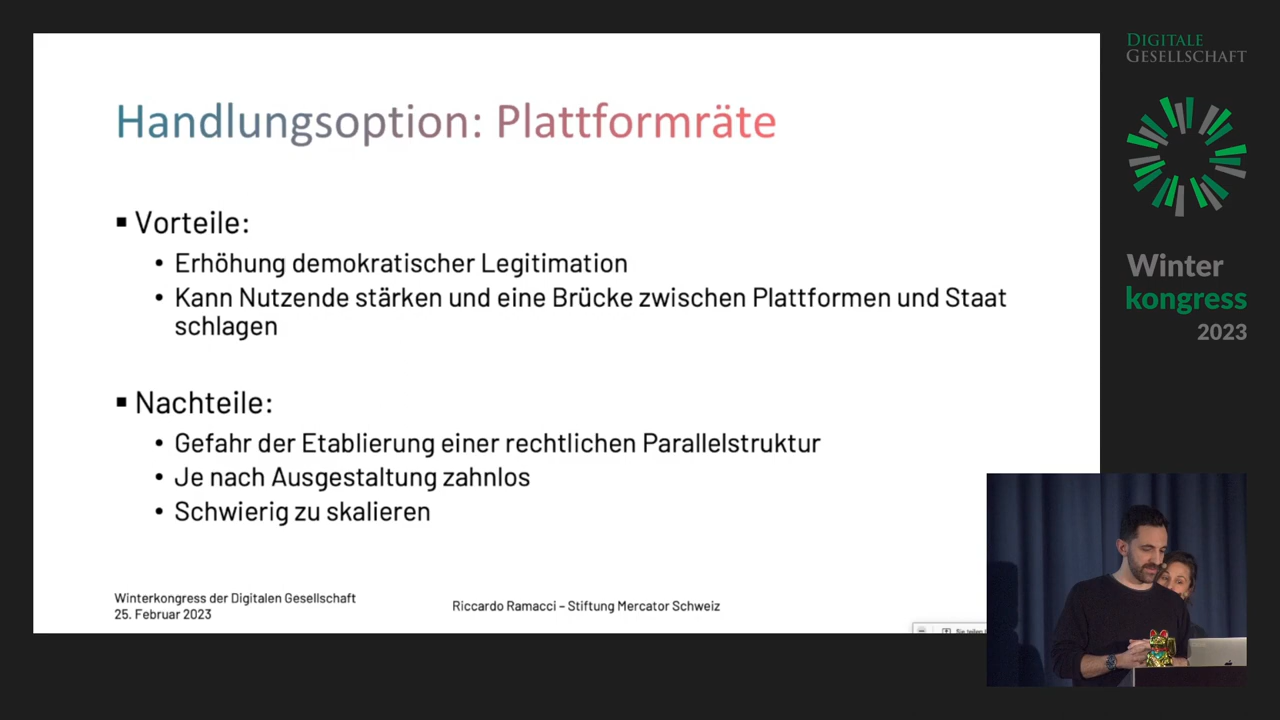 Handlungsoption: Plattformräte
▪ Vorteile:
• Erhöhung demokratischer Legitimation
• Kann Nutzende stärken und eine Brücke zwischen Plattformen und Staat
schlagen
▪ Nachteile:
• Gefahr der Etablierung einer rechtlichen Parallelstruktur
• Je nach Ausgestaltung zahnlos
• Schwierig zu skalieren
Winterkongress der Digitalen Gesellschaft
25. Februar 2023
Riccardo Ramacci – Stiftung Mercator Schweiz
DIGITALE
GESELLSCHAFT
Winter
kongress
2023